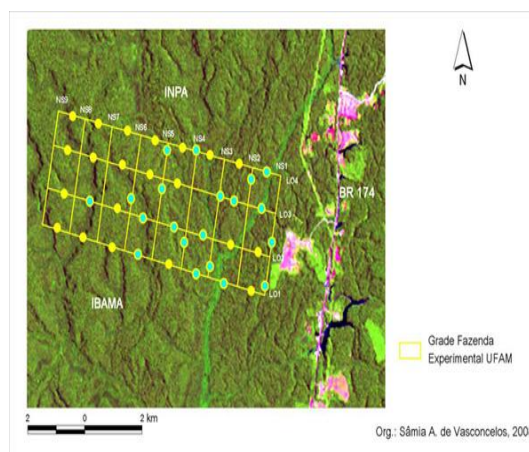 N
INPA
NS9
NS8
NS7
NS6
NS5
NS4
NS3
NS2
NS1
LO4
LO3
LO2
LO1
BR 174
IBAMA
Grade Fazenda
Experimental UFAM
2 0 2 km
Org.: Sâmia A. de Vasconcelos, 200